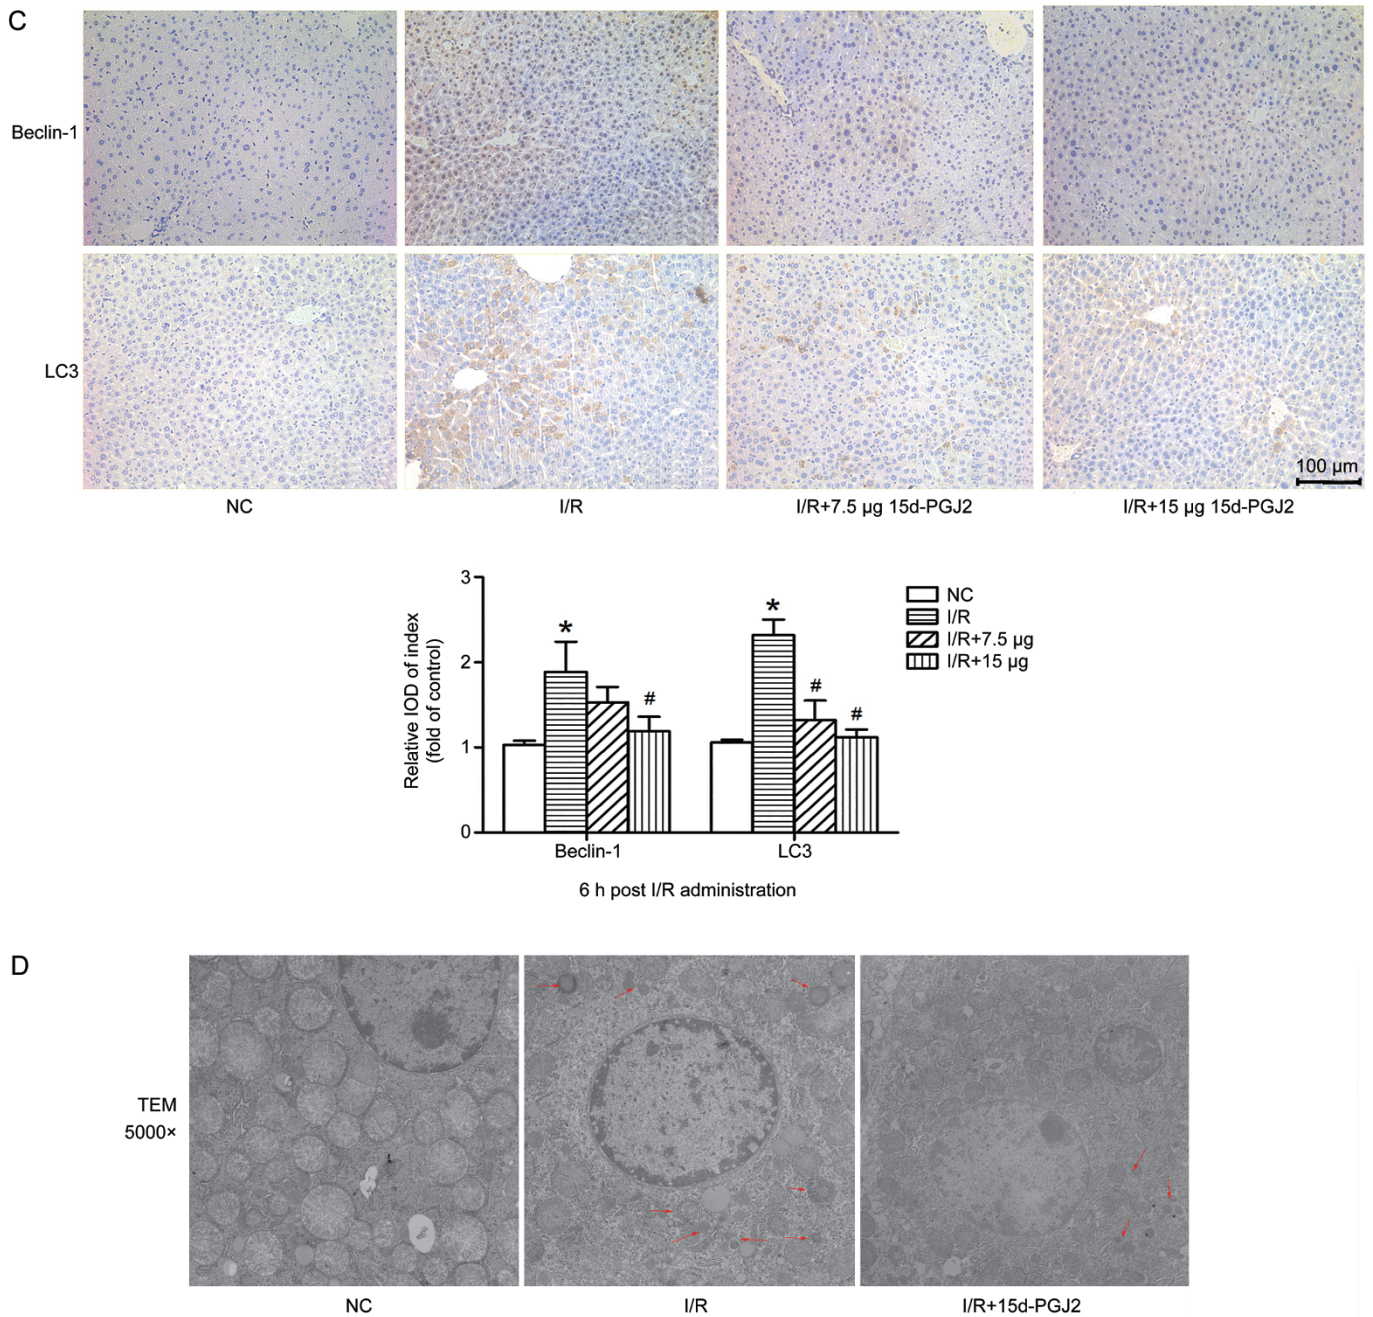 C
Beclin-1
LC3
100 µm
NC
I/R
I/R+7.5 µg 15d-PGJ2
I/R+15 µg 15d-PGJ2
Relative IOD of index
(fold of control)
3
2
1
0
*
#
*
#
#
NC
I/R
I/R+7.5 µg
I/R+15 µg
Beclin-1
LC3
6 h post I/R administration
D
TEM
5000×
NC
I/R
I/R+15d-PGJ2